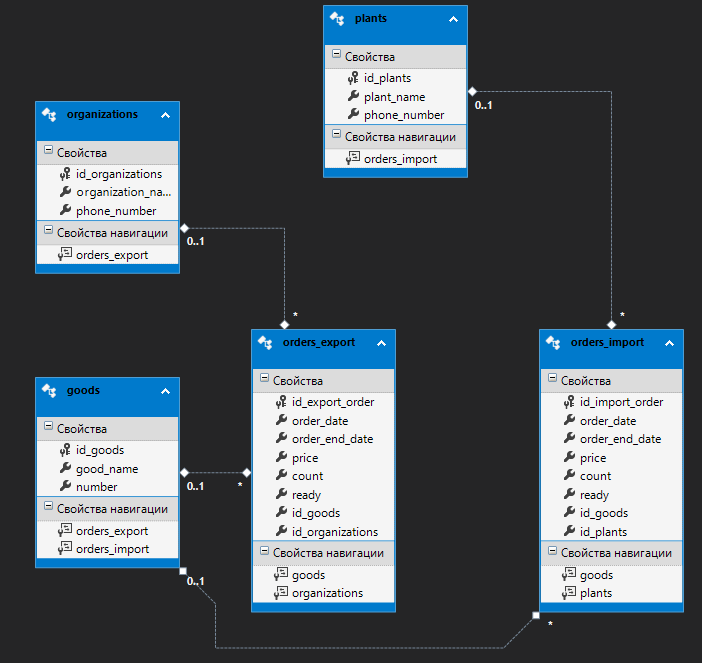 plants
Свойства
id_plants
plant_name
phone_number
Свойства навигации
orders_import
0..1
*
organizations
Свойства
id_organizations
organization_na...
phone_number
Свойства навигации
orders_export
0..1
*
goods
Свойства
id_goods
good_name
number
Свойства навигации
orders_export
orders_import
0..1
*
0..1
*
orders_export
Свойства
id_export_order
order_date
order_end_date
price
count
ready
id_goods
id_organizations
Свойства навигации
goods
organizations
orders_import
Свойства
id_import_order
order_date
order_end_date
price
count
ready
id_goods
id_plants
Свойства навигации
goods
plants